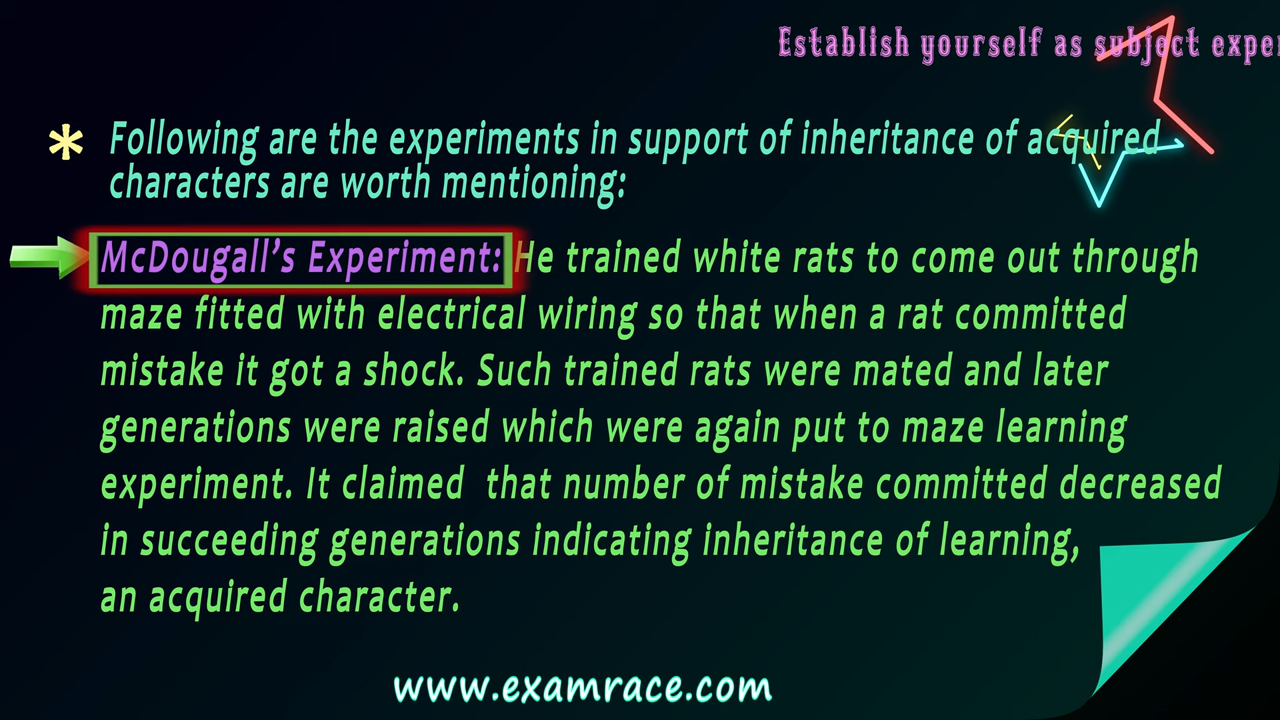 Establish yourself as subject
* Following are the experiments in support of inheritance of acquired
characters are worth mentioning:
McDougall's Experiment: He trained white rats to come out through
maze fitted with electrical wiring so that when a rat committed
mistake it got a shock. Such trained rats were mated and later
generations were raised which were again put to maze learning
experiment. It claimed that number of mistake committed decreased
in succeeding generations indicating inheritance of learning,
an acquired character.
www.examrace.com